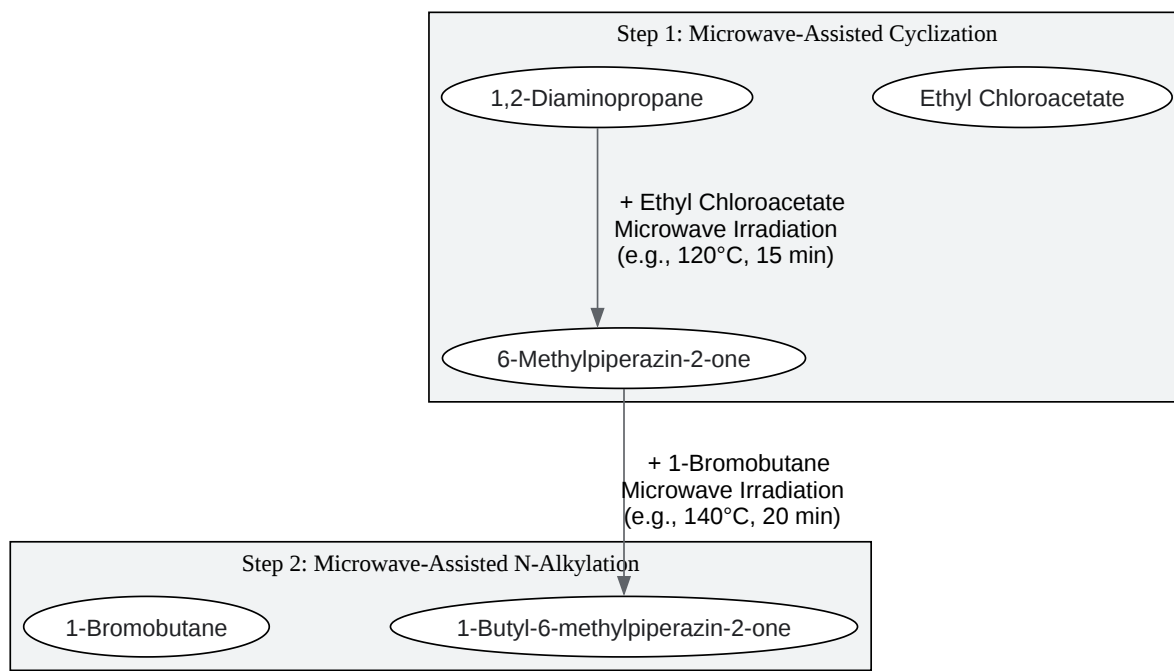 Step 1: Microwave-Assisted Cyclization
1,2-Diaminopropane
Ethyl Chloroacetate
+ Ethyl Chloroacetate
Microwave Irradiation
(e.g., 120°C, 15 min)
6-Methylpiperazin-2-one
+ 1-Bromobutane
Microwave Irradiation
(e.g., 140°C, 20 min)
Step 2: Microwave-Assisted N-Alkylation
1-Bromobutane
1-Butyl-6-methylpiperazin-2-one